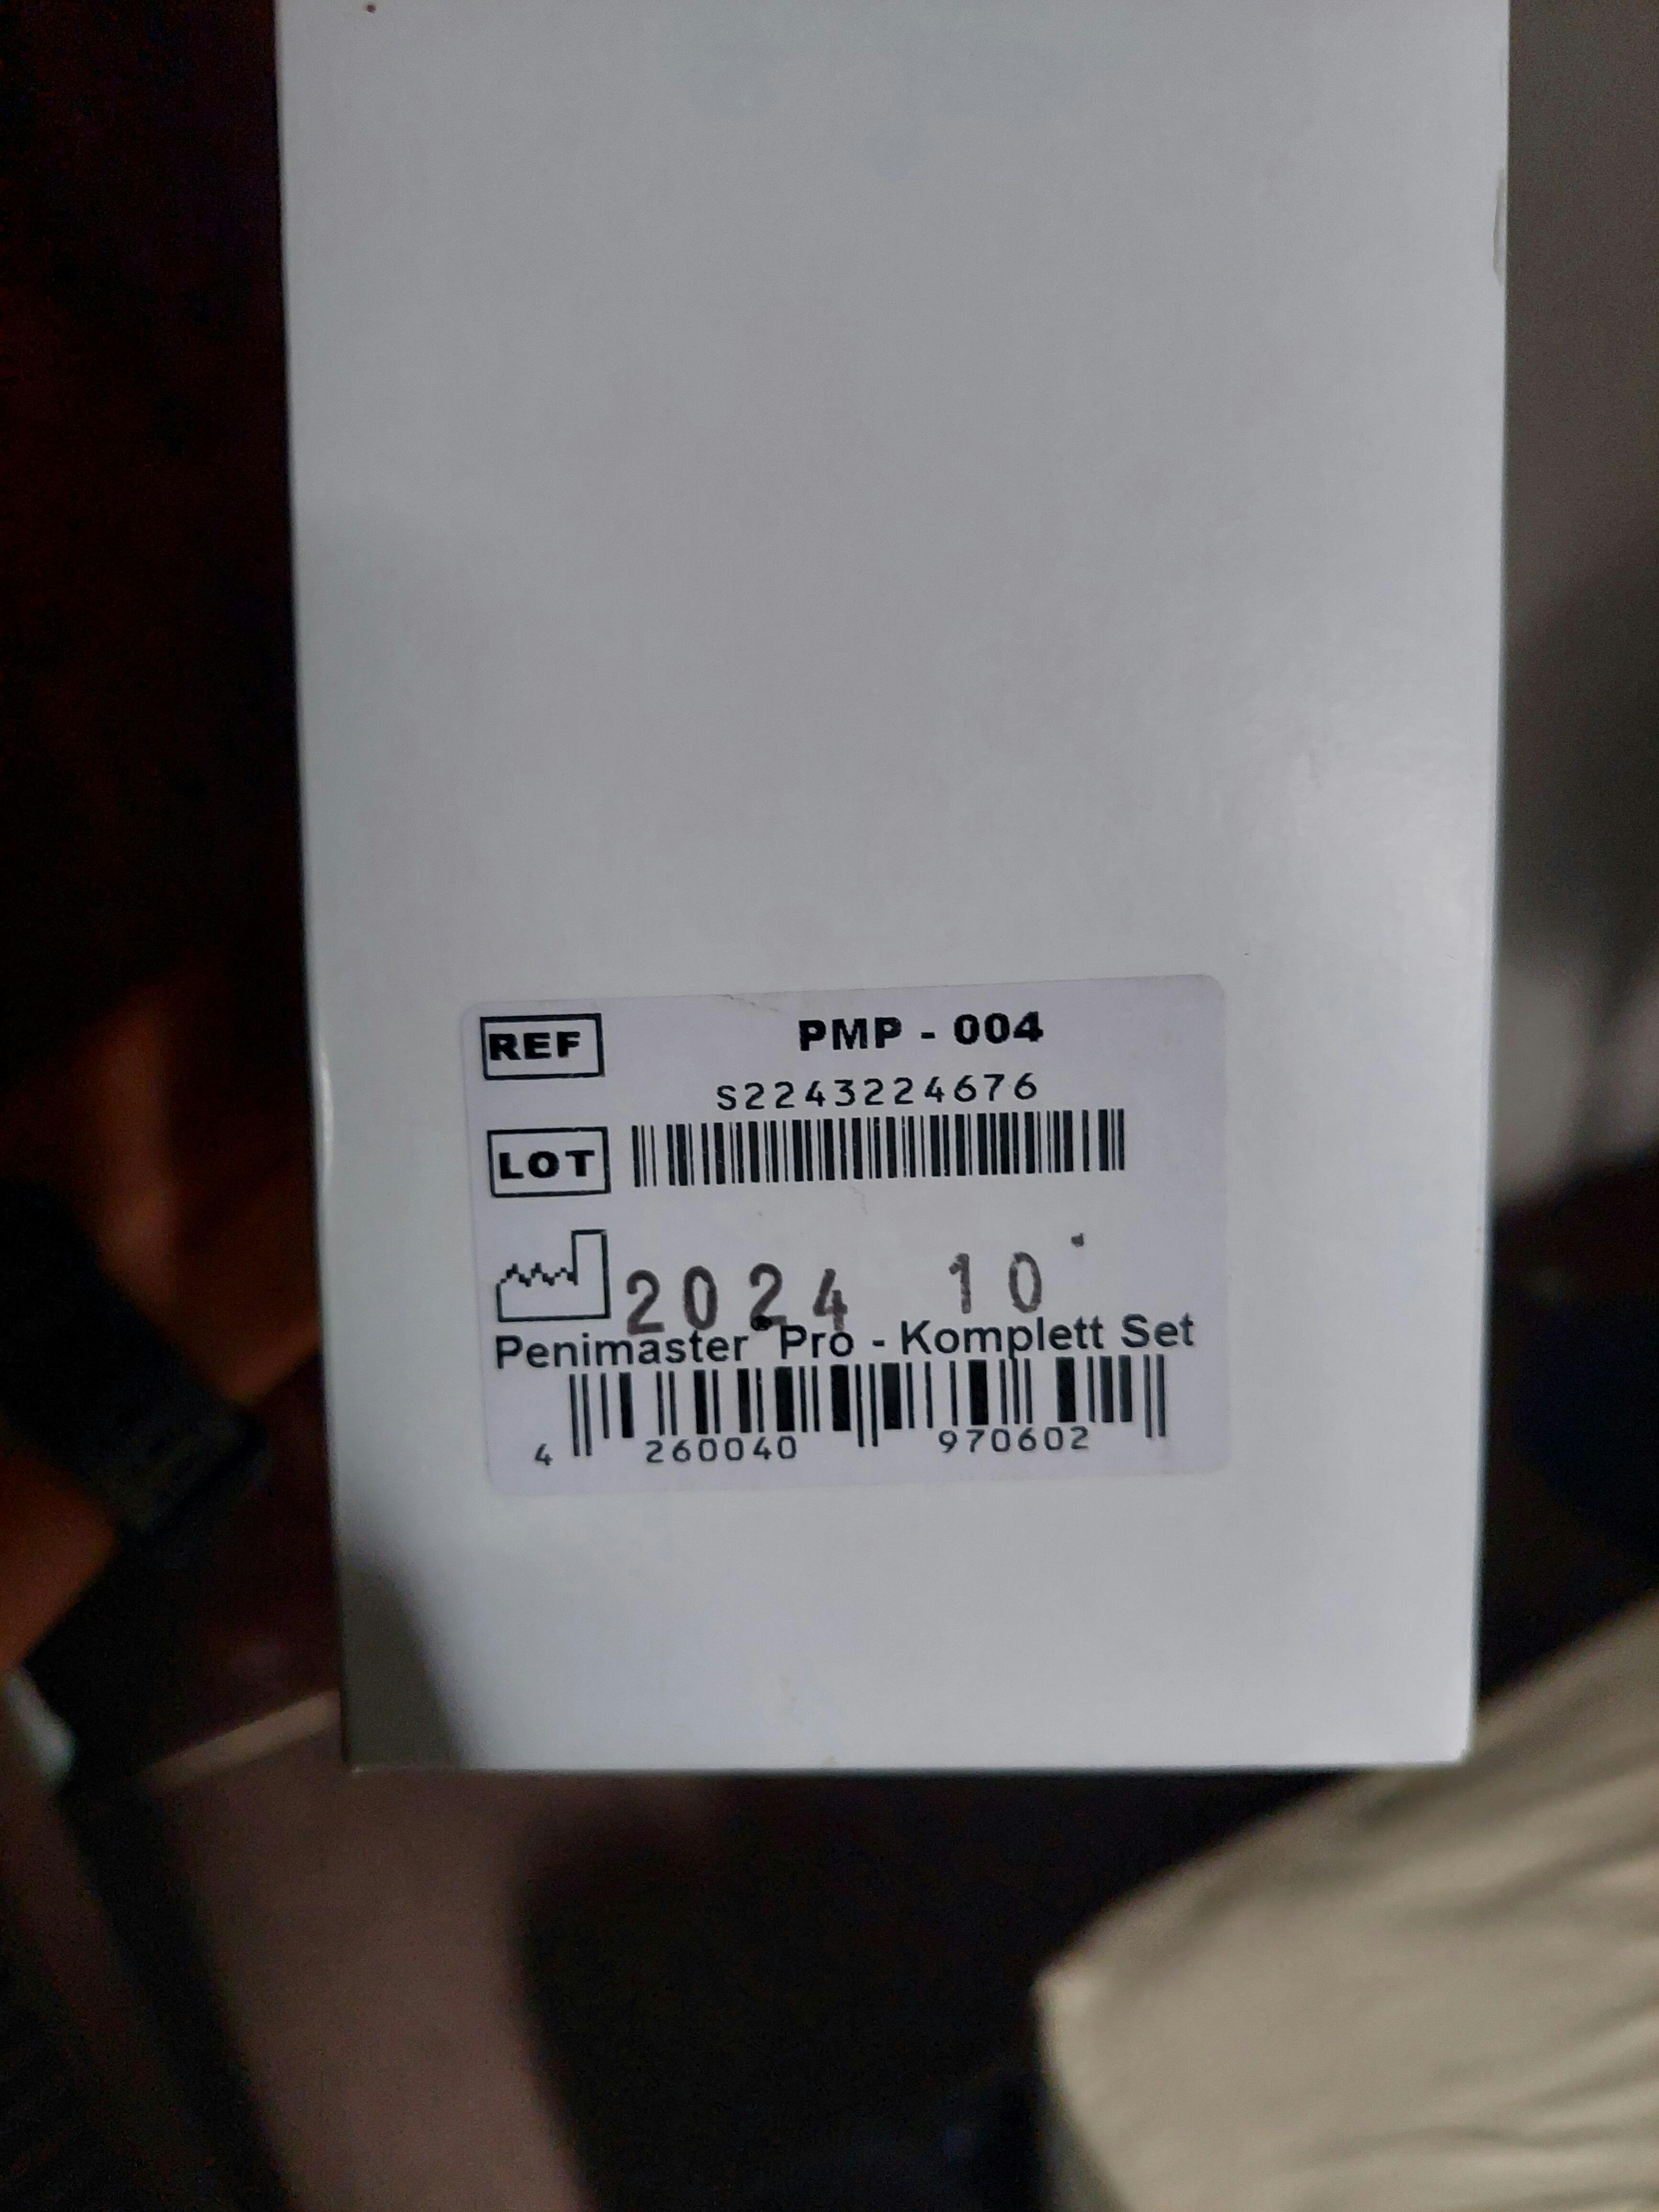 REF PMP - 004
S2243224676
LOT
2024 10
Penimaster® Pro - Komplett Set
4 260040 970602